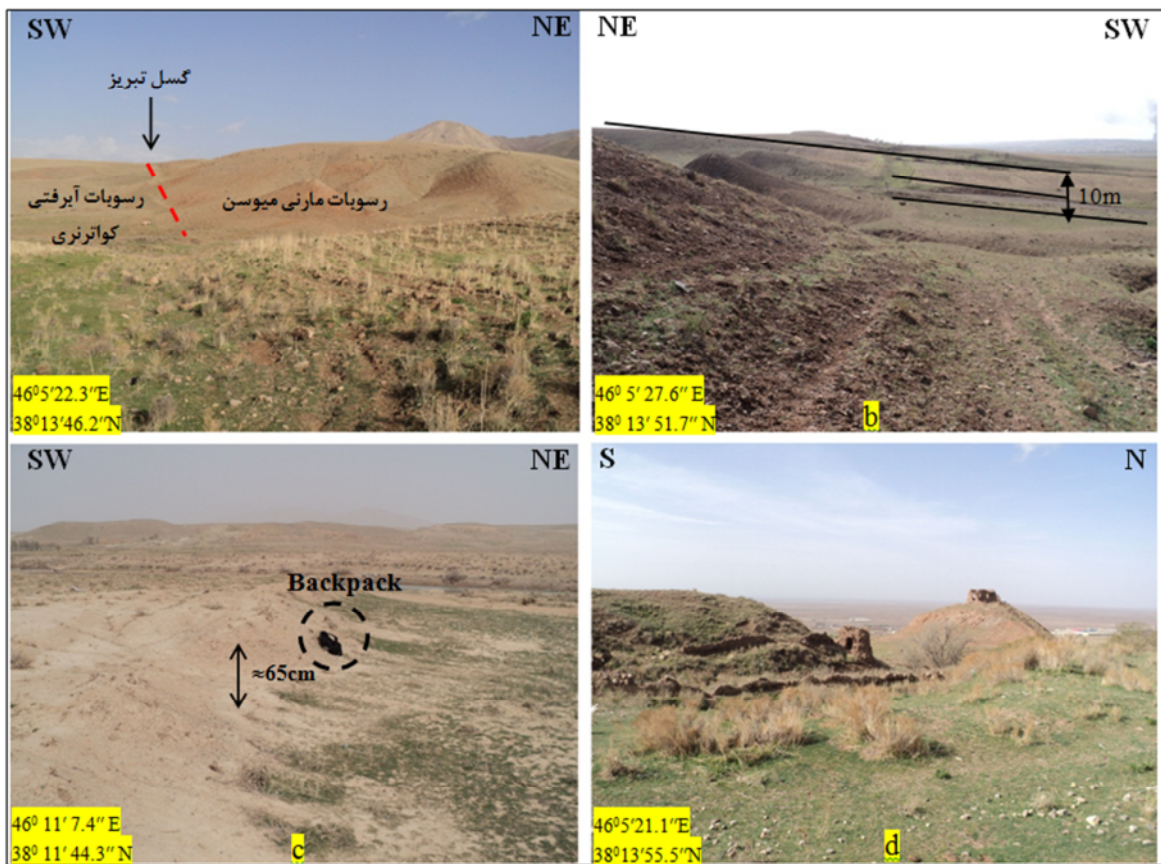 SW NE
گسل تبریز
رسوبات آبرفتی
کواترنری
رسوبات مارنی میوسن
46⁰5′22.3″E
38⁰13′46.2″N
NE SW
10m
46⁰ 5′ 27.6″ E
38⁰ 13′ 51.7″ N
b
SW NE
Backpack
≈65cm
46⁰ 11′ 7.4″ E
38⁰ 11′ 44.3″ N
c
S N
46⁰5′21.1″E
38⁰13′55.5″N
d